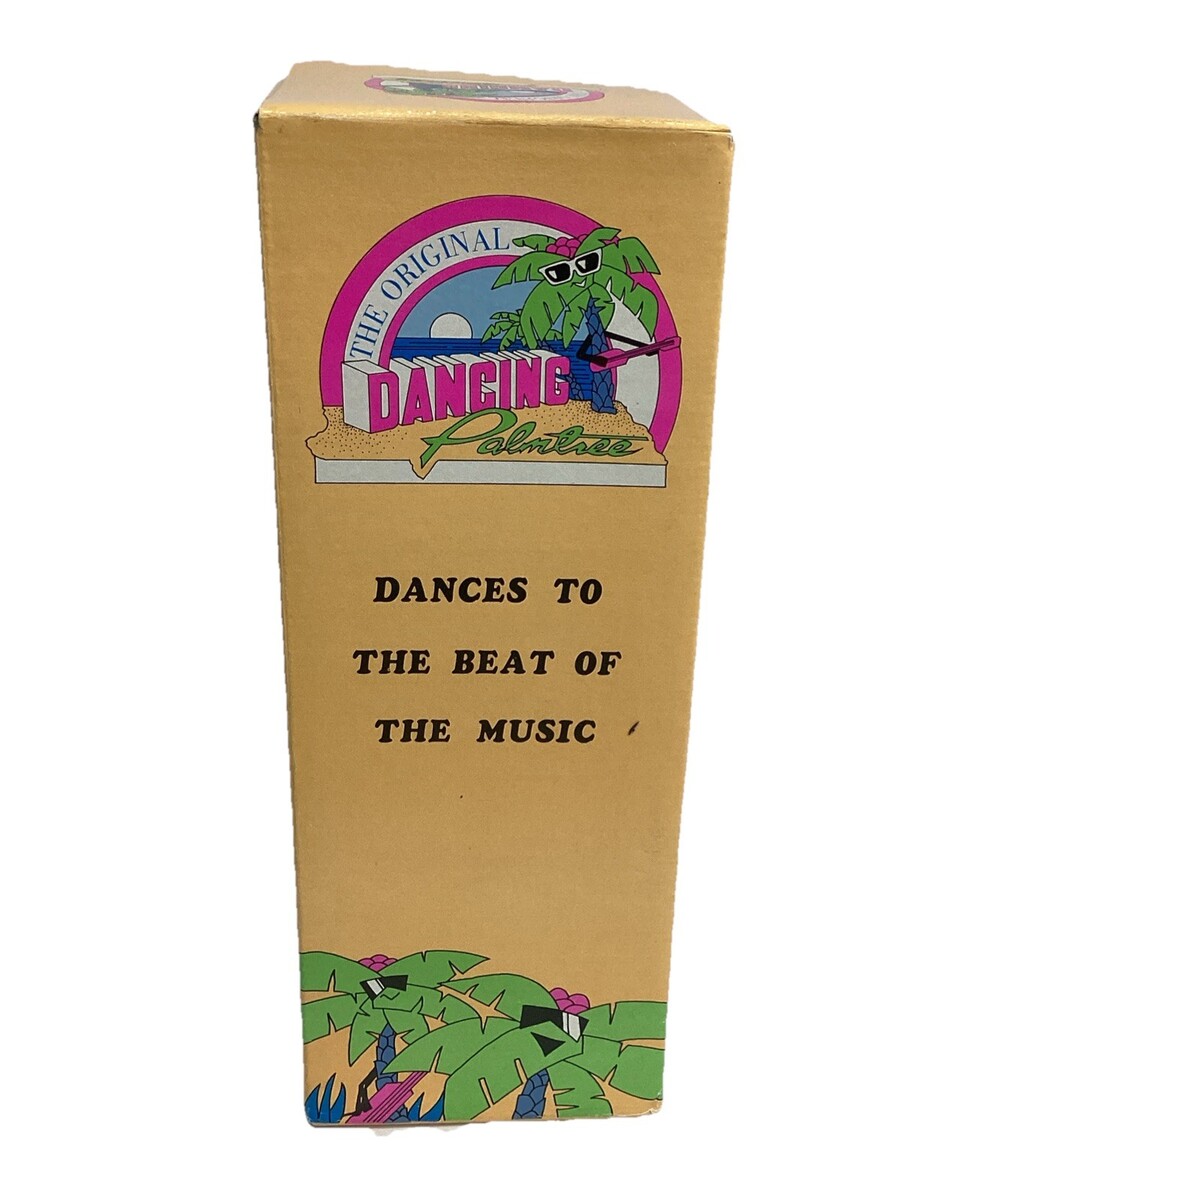 THE ORIGINAL
DANCING
Palmtree
DANCES TO
THE BEAT OF
THE MUSIC